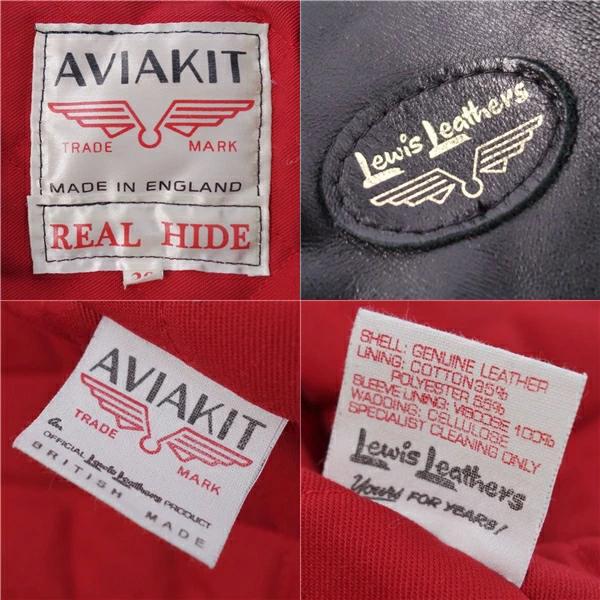 AVIAKIT
TRADE MARK
MADE IN ENGLAND
REAL HIDE
Lewis Leathers
AVIAKIT
TRADE MARK
an
OFFICIAL Lewis Leathers PRODUCT
BRITISH MADE
SHELL: GENUINE LEATHER
LINING: COTTON35%
POLYESTER 65%
SLEEVE LINING: VISCOSE 100%
WADDING: CELLULOSE
SPECIALIST CLEANING ONLY
Lewis Leathers
Yours FOR YEARS!